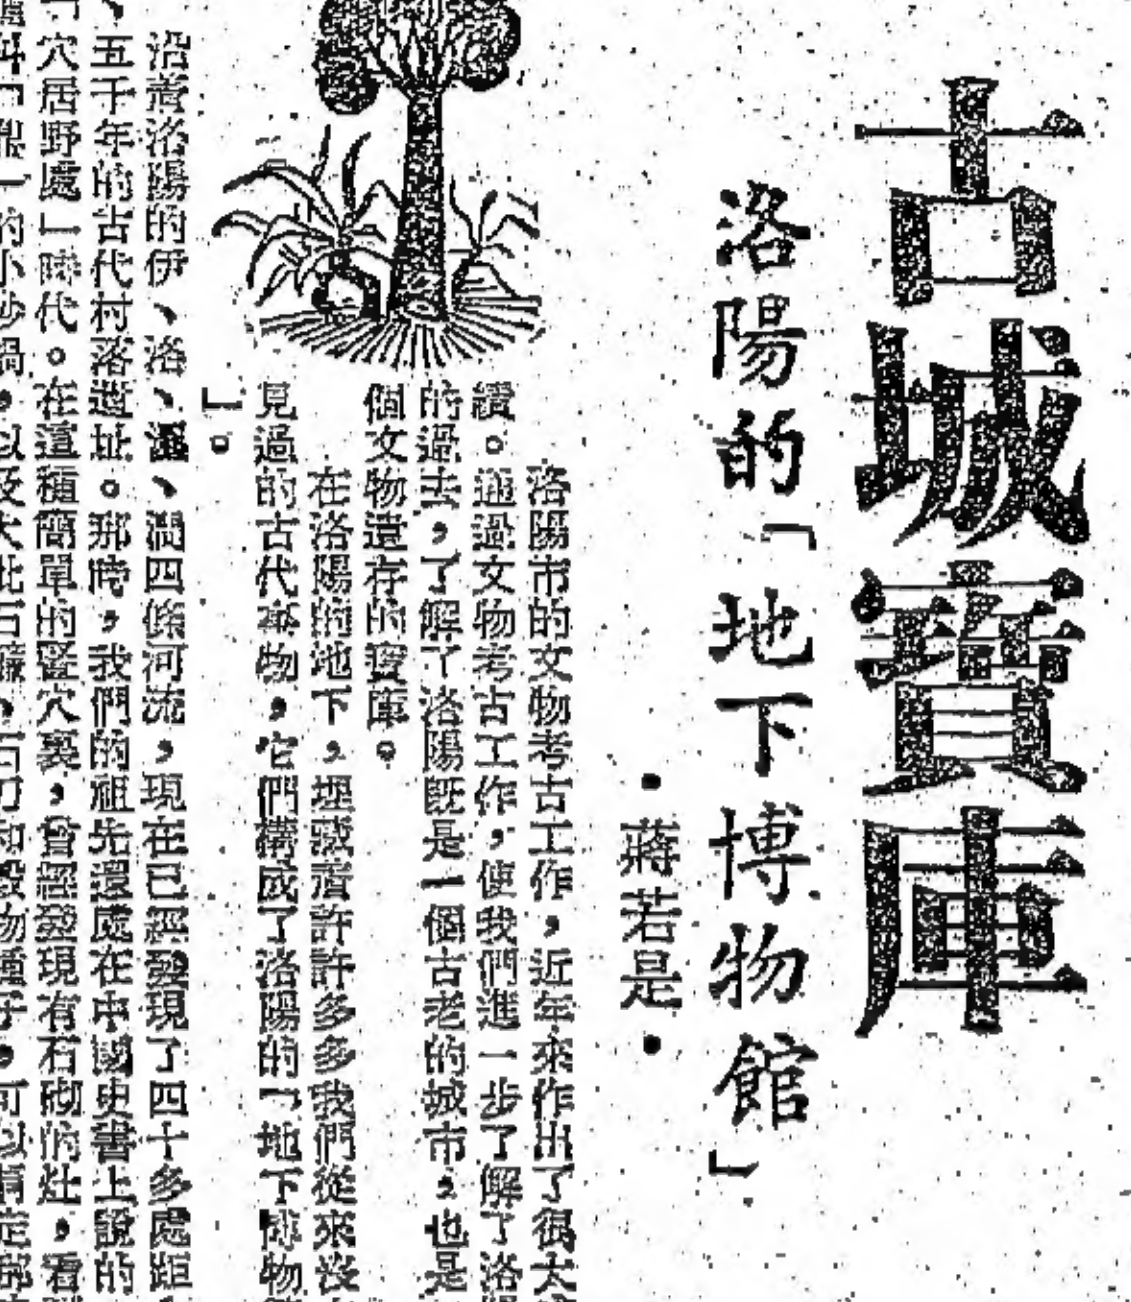 古城寶庫
洛陽的「地下博物館」
·蔣若是·
洛陽市的文物考古工作，近年來作出了很大
績。通過文物考古工作，使我們進一步了解了洛
的過去，了解了洛陽既是一個古老的城市，也是
個文物遺存的寶庫。
在洛陽的地下，埋藏着許許多多我們從來沒
見過的古代寶物，它們構成了洛陽的「地下博物
」。
沿着洛陽的伊、洛、瀍、澗四條河流，現在已經發現了四十多處距
、五千年的古代村落遺址。那時，我們的祖先還處在中國史書上說的
穴居野處」時代。在這種簡單的竪穴裏，曾經發現有石砌的灶，看
的小砂鍋，以及大批石鐮、石刀和穀物種子。可以肯定